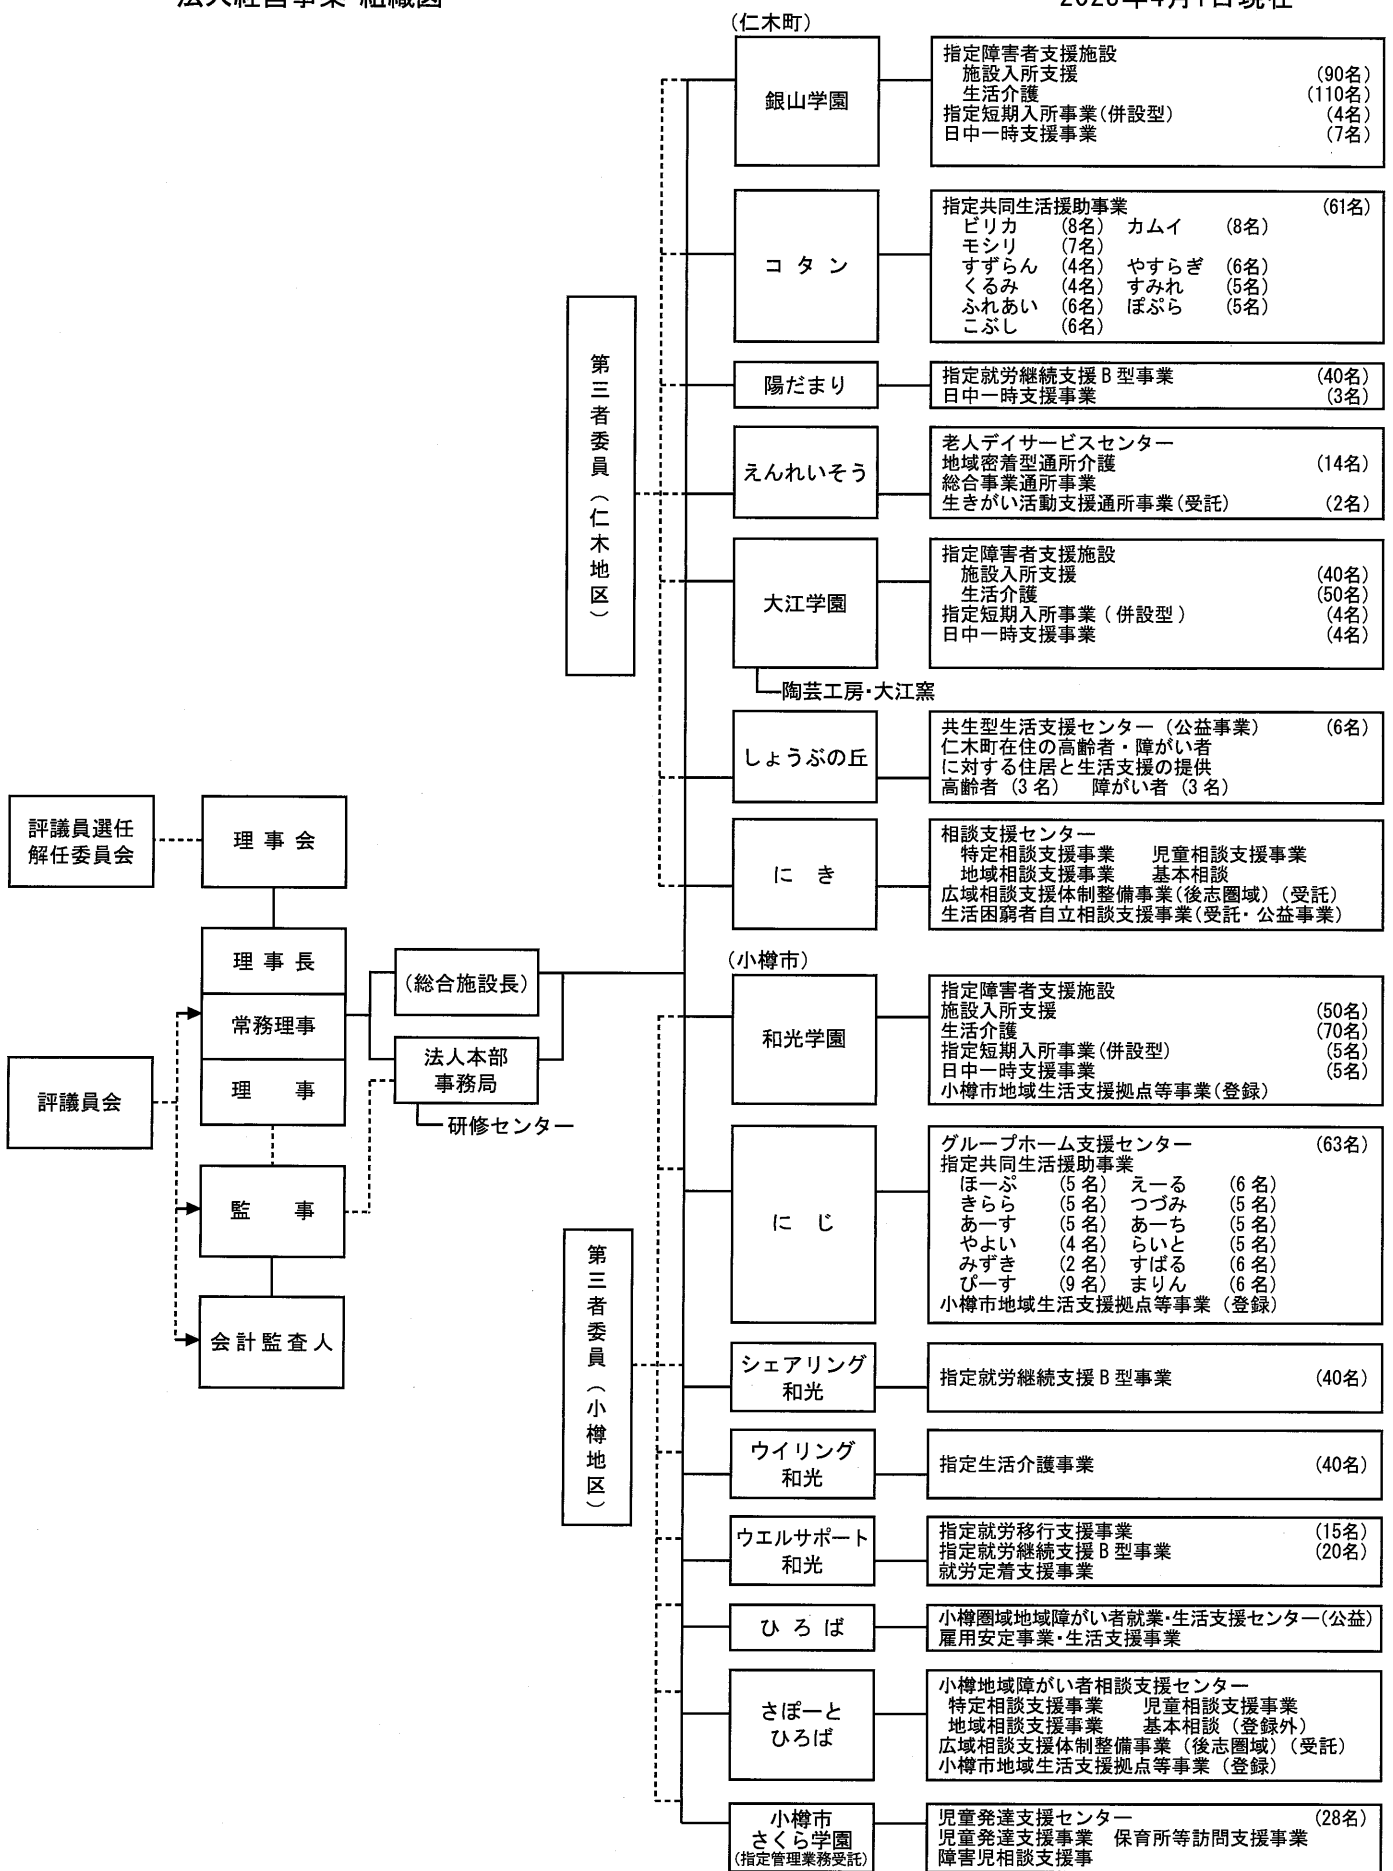 法人経営事業 組織図
2023年4月1日現在
(仁木町)
銀山学園
指定障害者支援施設
施設入所支援 (90名)
生活介護 (110名)
指定短期入所事業(併設型) (4名)
日中一時支援事業 (7名)
コタン
指定共同生活援助事業 (61名)
ピリカ (8名) カムイ (8名)
モシリ (7名)
すずらん (4名) やすらぎ (6名)
くるみ (4名) すみれ (5名)
ふれあい (6名) ぽぷら (5名)
こぶし (6名)
陽だまり
指定就労継続支援B型事業 (40名)
日中一時支援事業 (3名)
えんれいそう
老人デイサービスセンター
地域密着型通所介護 (14名)
総合事業通所事業
生きがい活動支援通所事業(受託) (2名)
第三者委員(仁木地区)
大江学園
指定障害者支援施設
施設入所支援 (40名)
生活介護 (50名)
指定短期入所事業(併設型) (4名)
日中一時支援事業 (4名)
陶芸工房・大江窯
しょうぶの丘
共生型生活支援センター(公益事業) (6名)
仁木町在住の高齢者・障がい者
に対する住居と生活支援の提供
高齢者(3名) 障がい者(3名)
にき
相談支援センター
特定相談支援事業 児童相談支援事業
地域相談支援事業 基本相談
広域相談支援体制整備事業(後志圏域)(受託)
生活困窮者自立相談支援事業(受託・公益事業)
評議員選任
解任委員会
理事会
理事長
常務理事
理事
評議員会
監事
会計監査人
(総合施設長)
法人本部
事務局
研修センター
(小樽市)
和光学園
指定障害者支援施設
施設入所支援 (50名)
生活介護 (70名)
指定短期入所事業(併設型) (5名)
日中一時支援事業 (5名)
小樽市地域生活支援拠点等事業(登録)
にじ
グループホーム支援センター (63名)
指定共同生活援助事業
ほーぷ (5名) えーる (6名)
きらら (5名) つづみ (5名)
あーす (5名) あーち (5名)
やよい (4名) らいと (5名)
みずき (2名) すばる (6名)
ぴーす (9名) まりん (6名)
小樽市地域生活支援拠点等事業(登録)
第三者委員(小樽地区)
シェアリング
和光
指定就労継続支援B型事業 (40名)
ウイリング
和光
指定生活介護事業 (40名)
ウエルサポート
和光
指定就労移行支援事業 (15名)
指定就労継続支援B型事業 (20名)
就労定着支援事業
ひろば
小樽圏域地域障がい者就業・生活支援センター(公益)
雇用安定事業・生活支援事業
さぽーと
ひろば
小樽地域障がい者相談支援センター
特定相談支援事業 児童相談支援事業
地域相談支援事業 基本相談(登録外)
広域相談支援体制整備事業(後志圏域)(受託)
小樽市地域生活支援拠点等事業(登録)
小樽市
さくら学園
(指定管理業務受託)
児童発達支援センター (28名)
児童発達支援事業 保育所等訪問支援事業
障害児相談支援事